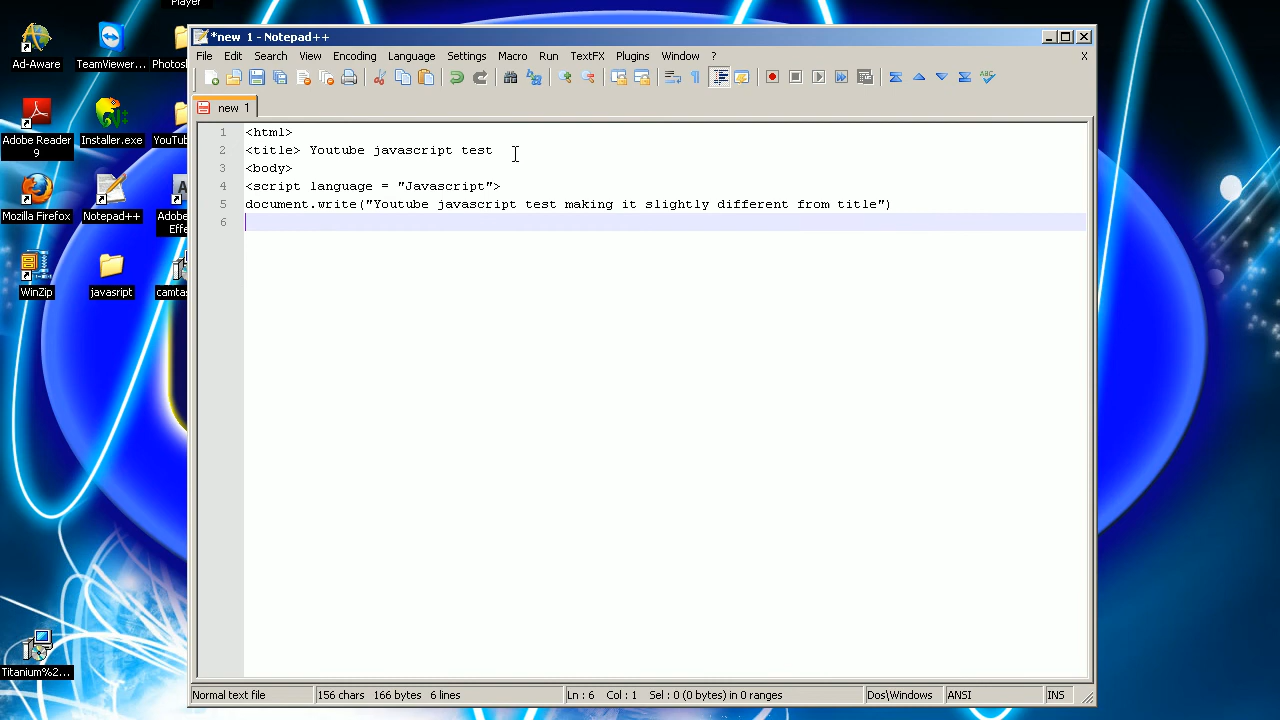 Player
Ad-Aware
TeamViewer...
Adobe Reader
9
Installer.exe
Mozilla Firefox
Notepad++
WinZip
javasript
Titanium%2...
*new 1 - Notepad++
File Edit Search View Encoding Language Settings Macro Run TextFX Plugins Window ?
X
new 1
1 <html>
2 <title> Youtube javascript test
3 <body>
4 <script language = "Javascript">
5 document.write("Youtube javascript test making it slightly different from title")
6
Normal text file
156 chars 166 bytes 6 lines
Ln : 6 Col : 1 Sel : 0 (0 bytes) in 0 ranges
Dos\Windows
ANSI
INS